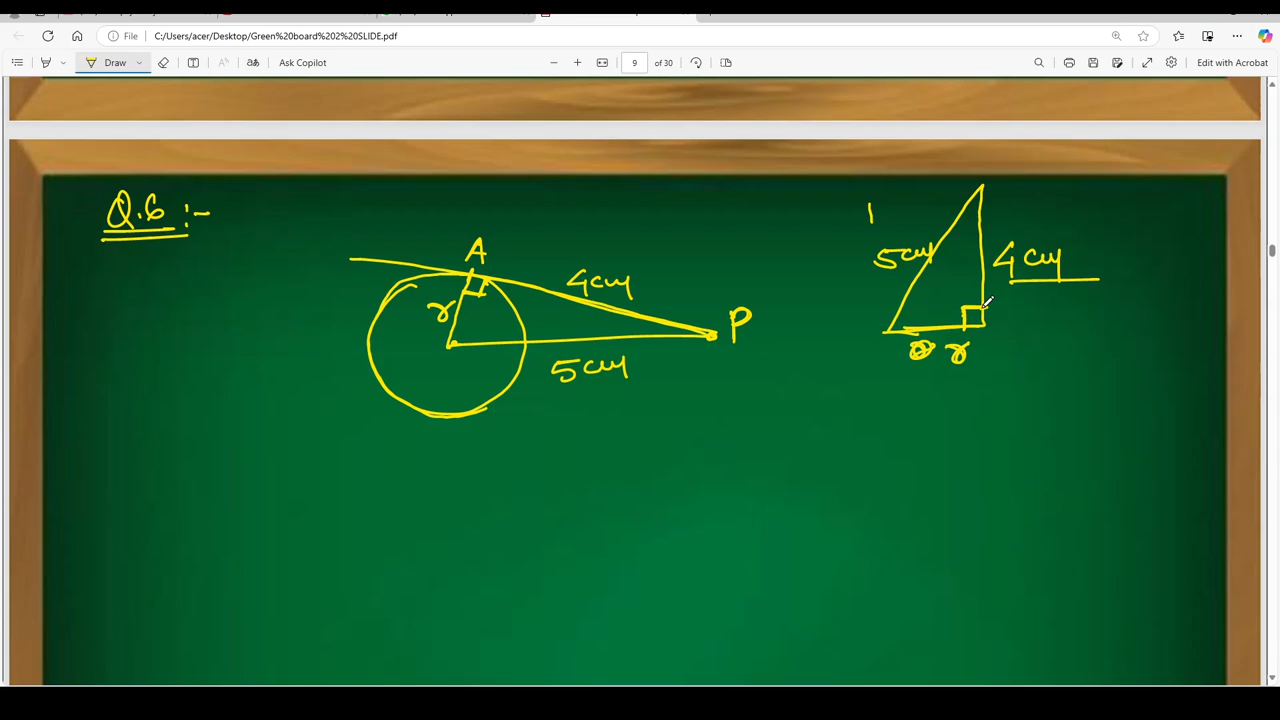 File C:/Users/acer/Desktop/Green%20board%202%20SLIDE.pdf
Draw Ask Copilot 9 of 30 Edit with Acrobat
Q.6 :-
A
r
4cm
P
5cm
5cm
4cm
r